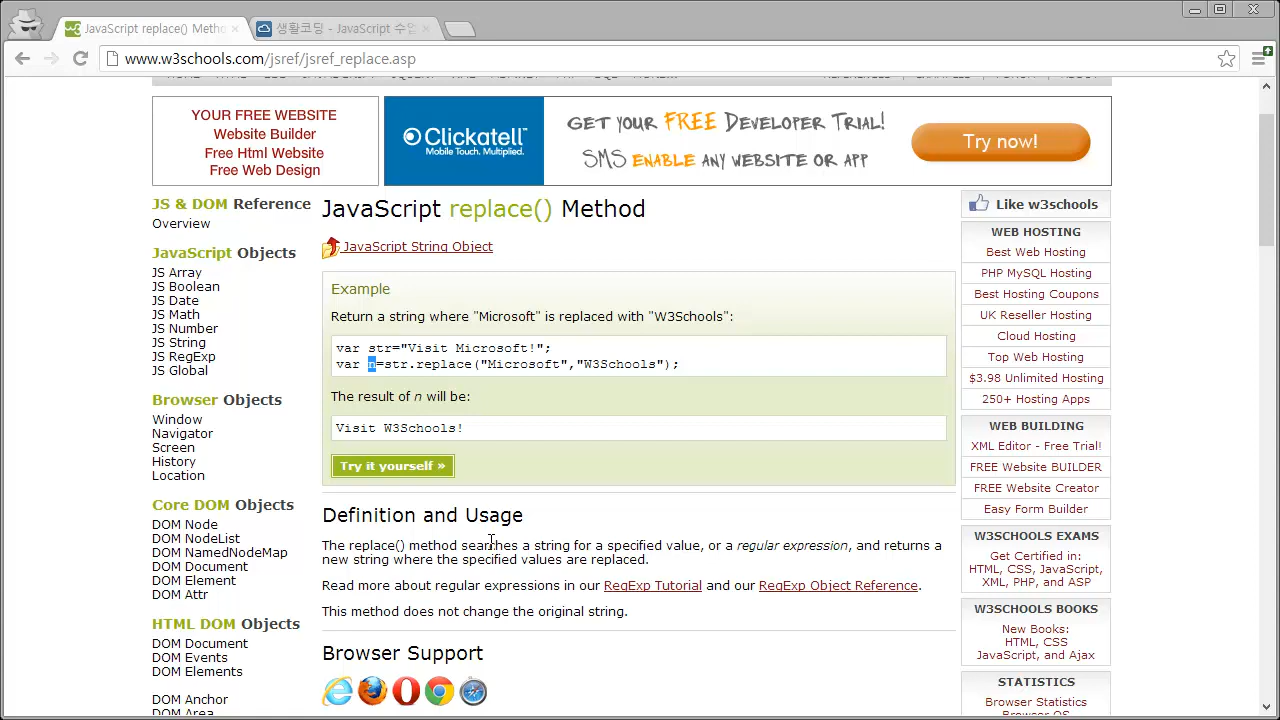 JavaScript replace() Metho
생활코딩 - JavaScript 수업
www.w3schools.com/jsref/jsref_replace.asp
YOUR FREE WEBSITE
Website Builder
Free Html Website
Free Web Design
Clickatell™
Mobile Touch. Multiplied.
GET YOUR FREE DEVELOPER TRIAL!
SMS ENABLE ANY WEBSITE OR APP
Try now!
JS & DOM Reference
Overview
JavaScript Objects
JS Array
JS Boolean
JS Date
JS Math
JS Number
JS String
JS RegExp
JS Global
Browser Objects
Window
Navigator
Screen
History
Location
Core DOM Objects
DOM Node
DOM NodeList
DOM NamedNodeMap
DOM Document
DOM Element
DOM Attr
HTML DOM Objects
DOM Document
DOM Events
DOM Elements
DOM Anchor
DOM Area
JavaScript replace() Method
JavaScript String Object
Example
Return a string where "Microsoft" is replaced with "W3Schools":
var str="Visit Microsoft!";
var n=str.replace("Microsoft","W3Schools");
The result of n will be:
Visit W3Schools!
Try it yourself »
Definition and Usage
The replace() method searches a string for a specified value, or a regular expression, and returns a
new string where the specified values are replaced.
Read more about regular expressions in our RegExp Tutorial and our RegExp Object Reference.
This method does not change the original string.
Browser Support
Like w3schools
WEB HOSTING
Best Web Hosting
PHP MySQL Hosting
Best Hosting Coupons
UK Reseller Hosting
Cloud Hosting
Top Web Hosting
$3.98 Unlimited Hosting
250+ Hosting Apps
WEB BUILDING
XML Editor - Free Trial!
FREE Website BUILDER
FREE Website Creator
Easy Form Builder
W3SCHOOLS EXAMS
Get Certified in:
HTML, CSS, JavaScript,
XML, PHP, and ASP
W3SCHOOLS BOOKS
New Books:
HTML, CSS
JavaScript, and Ajax
STATISTICS
Browser Statistics
Browser OS